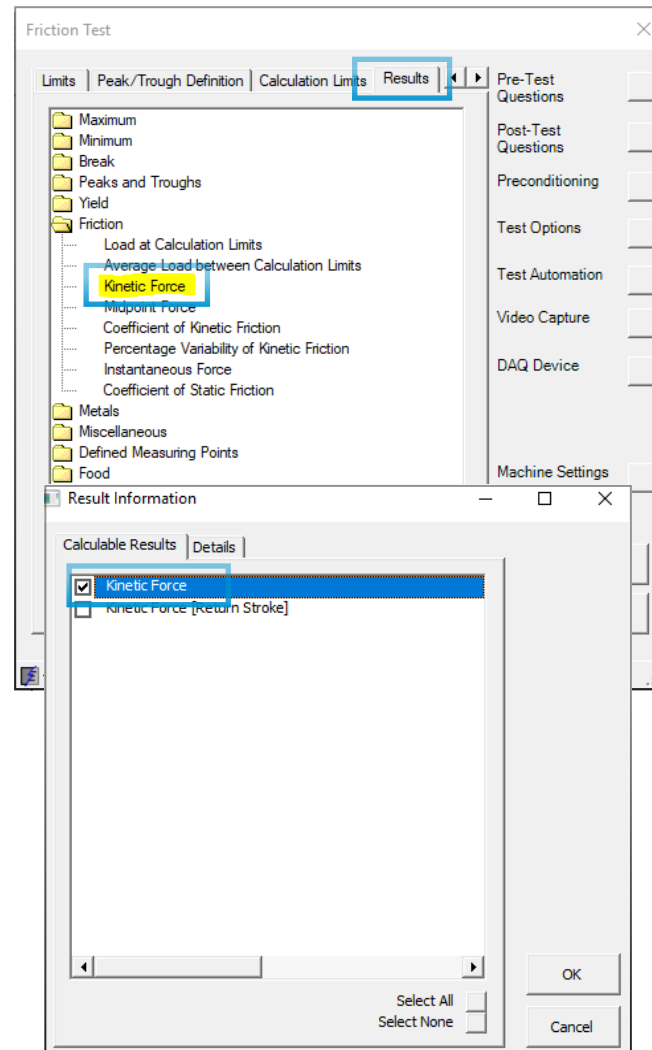 Friction Test
Limits
Peak/Trough Definition
Calculation Limits
Results
Maximum
Minimum
Break
Peaks and Troughs
Yield
Friction
Load at Calculation Limits
Average Load between Calculation Limits
Kinetic Force
Midpoint Force
Coefficient of Kinetic Friction
Percentage Variability of Kinetic Friction
Instantaneous Force
Coefficient of Static Friction
Metals
Miscellaneous
Defined Measuring Points
Food
Pre-Test
Questions
Post-Test
Questions
Preconditioning
Test Options
Test Automation
Video Capture
DAQ Device
Machine Settings
Result Information
Calculable Results
Details
Kinetic Force
Kinetic Force [Return Stroke]
Select All
Select None
OK
Cancel